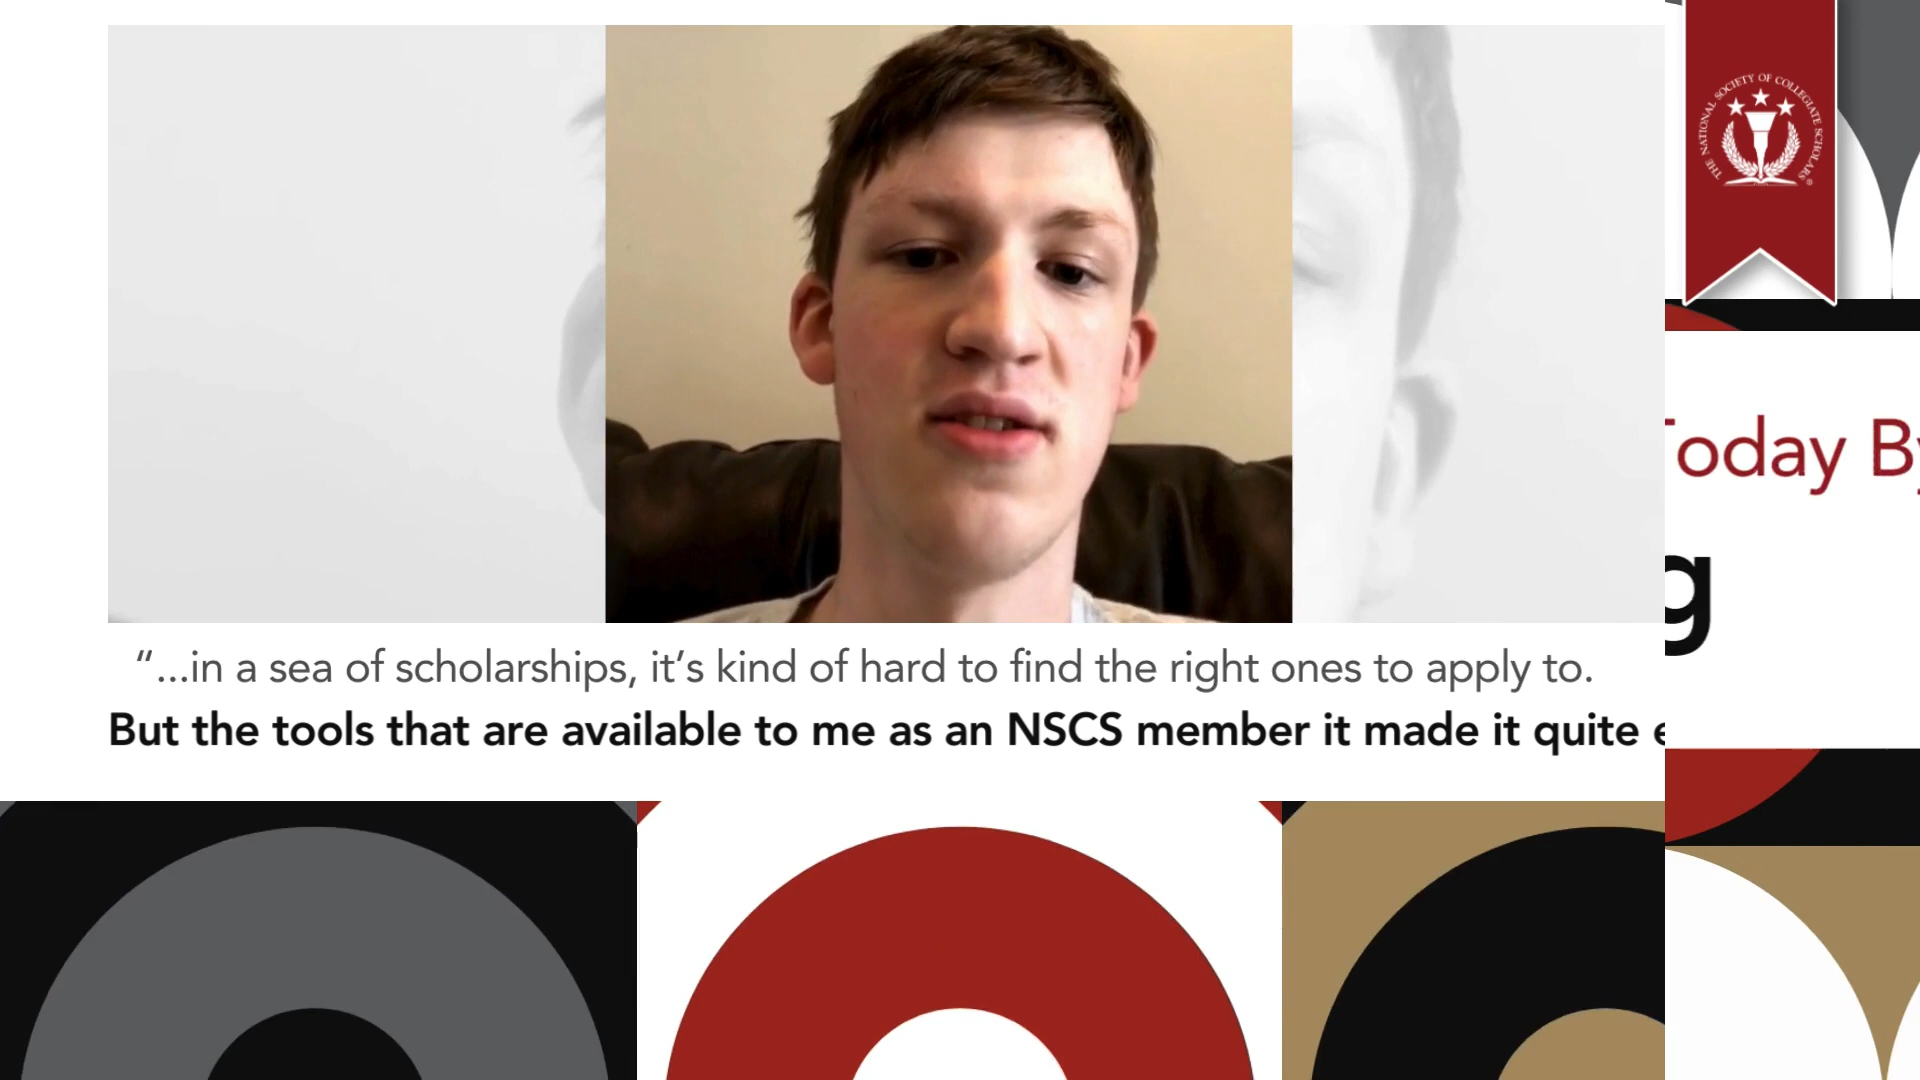 THE NATIONAL SOCIETY OF COLLEGIATE SCHOLARS®
Today By
g
“...in a sea of scholarships, it’s kind of hard to find the right ones to apply to.
But the tools that are available to me as an NSCS member it made it quite e